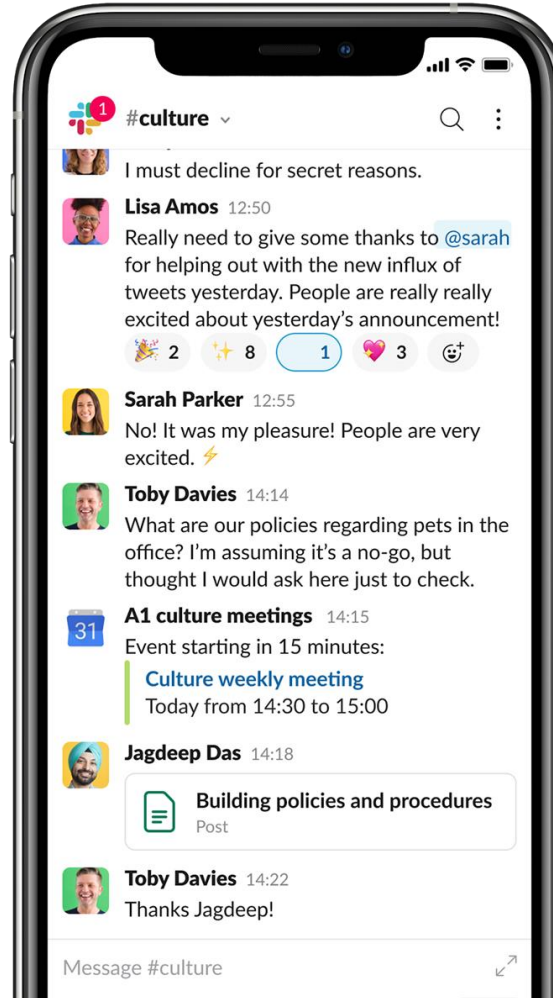 1
#culture
I must decline for secret reasons.
Lisa Amos 12:50
Really need to give some thanks to @sarah
for helping out with the new influx of
tweets yesterday. People are really really
excited about yesterday's announcement!
2 8 1 3
Sarah Parker 12:55
No! It was my pleasure! People are very
excited.
Toby Davies 14:14
What are our policies regarding pets in the
office? I'm assuming it's a no-go, but
thought I would ask here just to check.
A1 culture meetings 14:15
31
Event starting in 15 minutes:
Culture weekly meeting
Today from 14:30 to 15:00
Jagdeep Das 14:18
Building policies and procedures
Post
Toby Davies 14:22
Thanks Jagdeep!
Message #culture